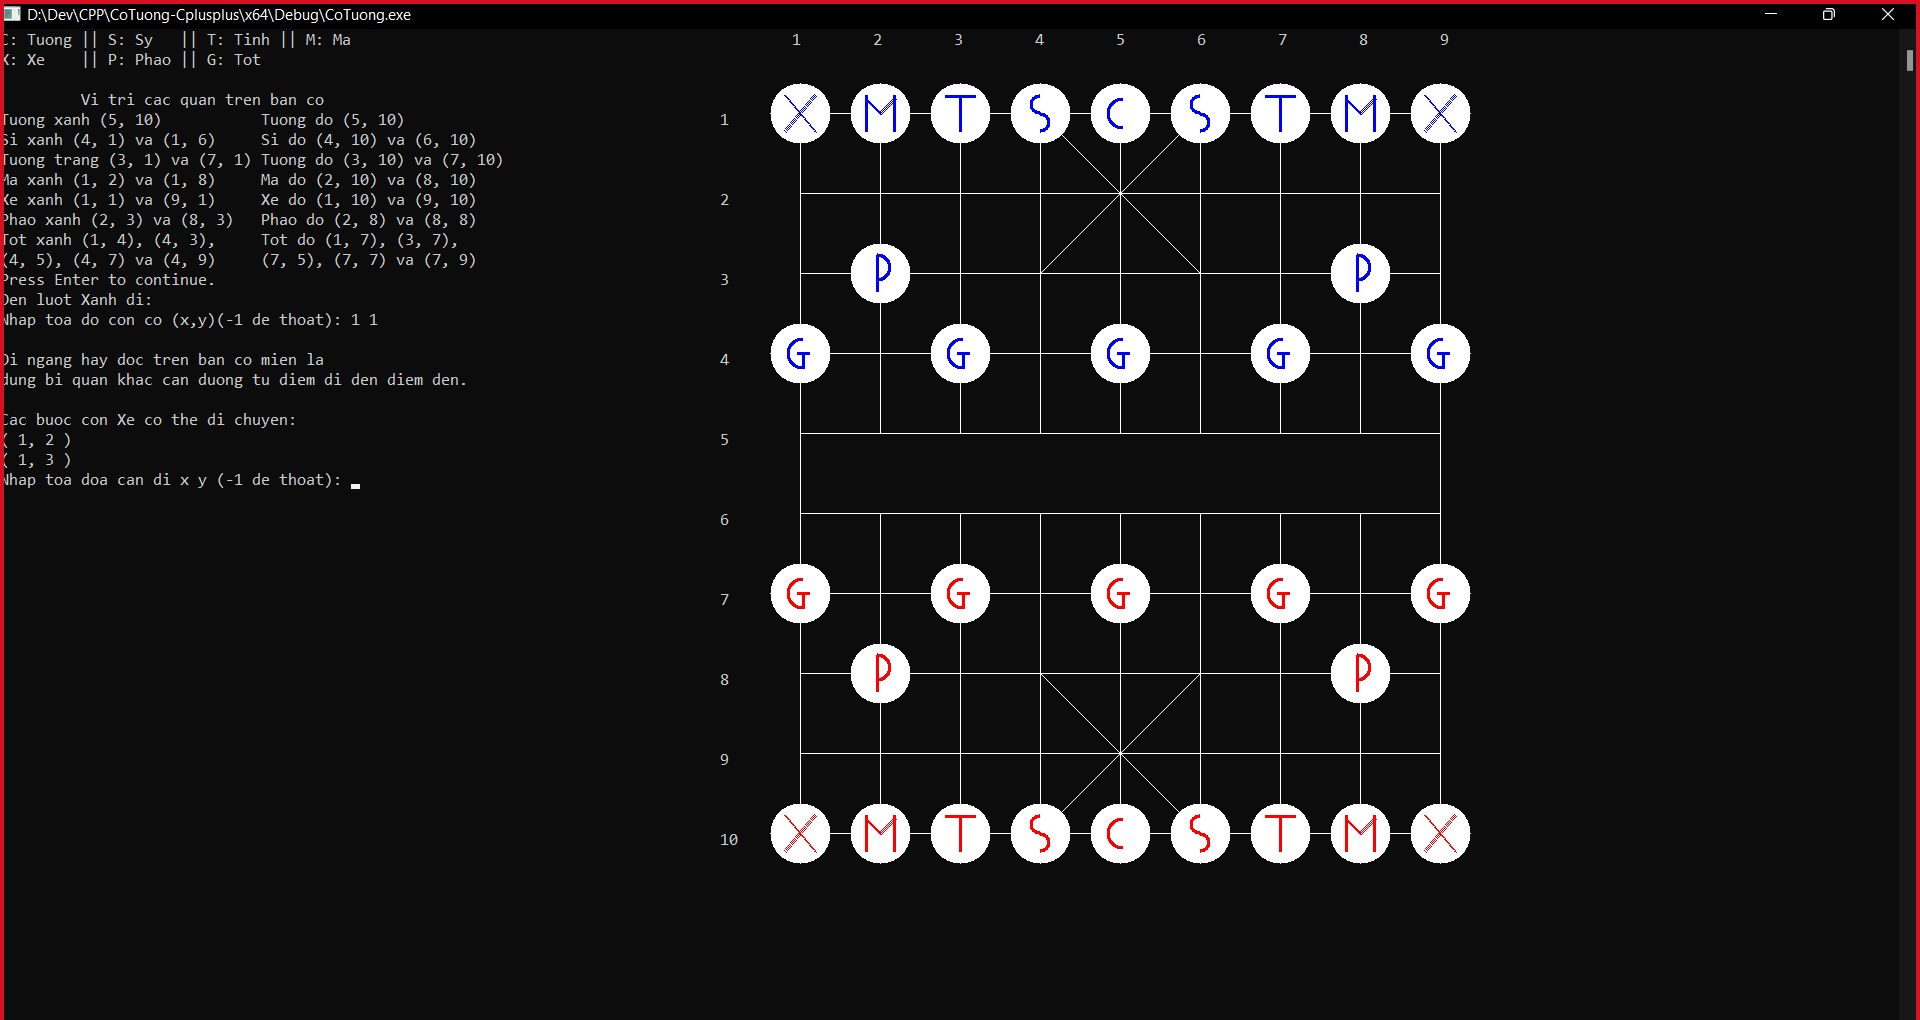 D:\Dev\CPP\CoTuong-Cplusplus\x64\Debug\CoTuong.exe
C: Tuong || S: Sy   || T: Tinh || M: Ma
X: Xe    || P: Phao || G: Tot
Vi tri cac quan tren ban co
Tuong xanh (5, 10)           Tuong do (5, 10)
Si xanh (4, 1) va (1, 6)     Si do (4, 10) va (6, 10)
Tuong trang (3, 1) va (7, 1) Tuong do (3, 10) va (7, 10)
Ma xanh (1, 2) va (1, 8)     Ma do (2, 10) va (8, 10)
Xe xanh (1, 1) va (9, 1)     Xe do (1, 10) va (9, 10)
Phao xanh (2, 3) va (8, 3)   Phao do (2, 8) va (8, 8)
Tot xanh (1, 4), (4, 3),     Tot do (1, 7), (3, 7),
(4, 5), (4, 7) va (4, 9)     (7, 5), (7, 7) va (7, 9)
Press Enter to continue.
Den luot Xanh di:
Nhap toa do con co (x,y)(-1 de thoat): 1 1
Di ngang hay doc tren ban co mien la
dung bi quan khac can duong tu diem di den diem den.
Cac buoc con Xe co the di chuyen:
( 1, 2 )
( 1, 3 )
Nhap toa doa can di x y (-1 de thoat):
1 2 3 4 5 6 7 8 9
1 X M T S C S T M X
2
3 P P
4 G G G G G
5
6
7 G G G G G
8 P P
9
10 X M T S C S T M X